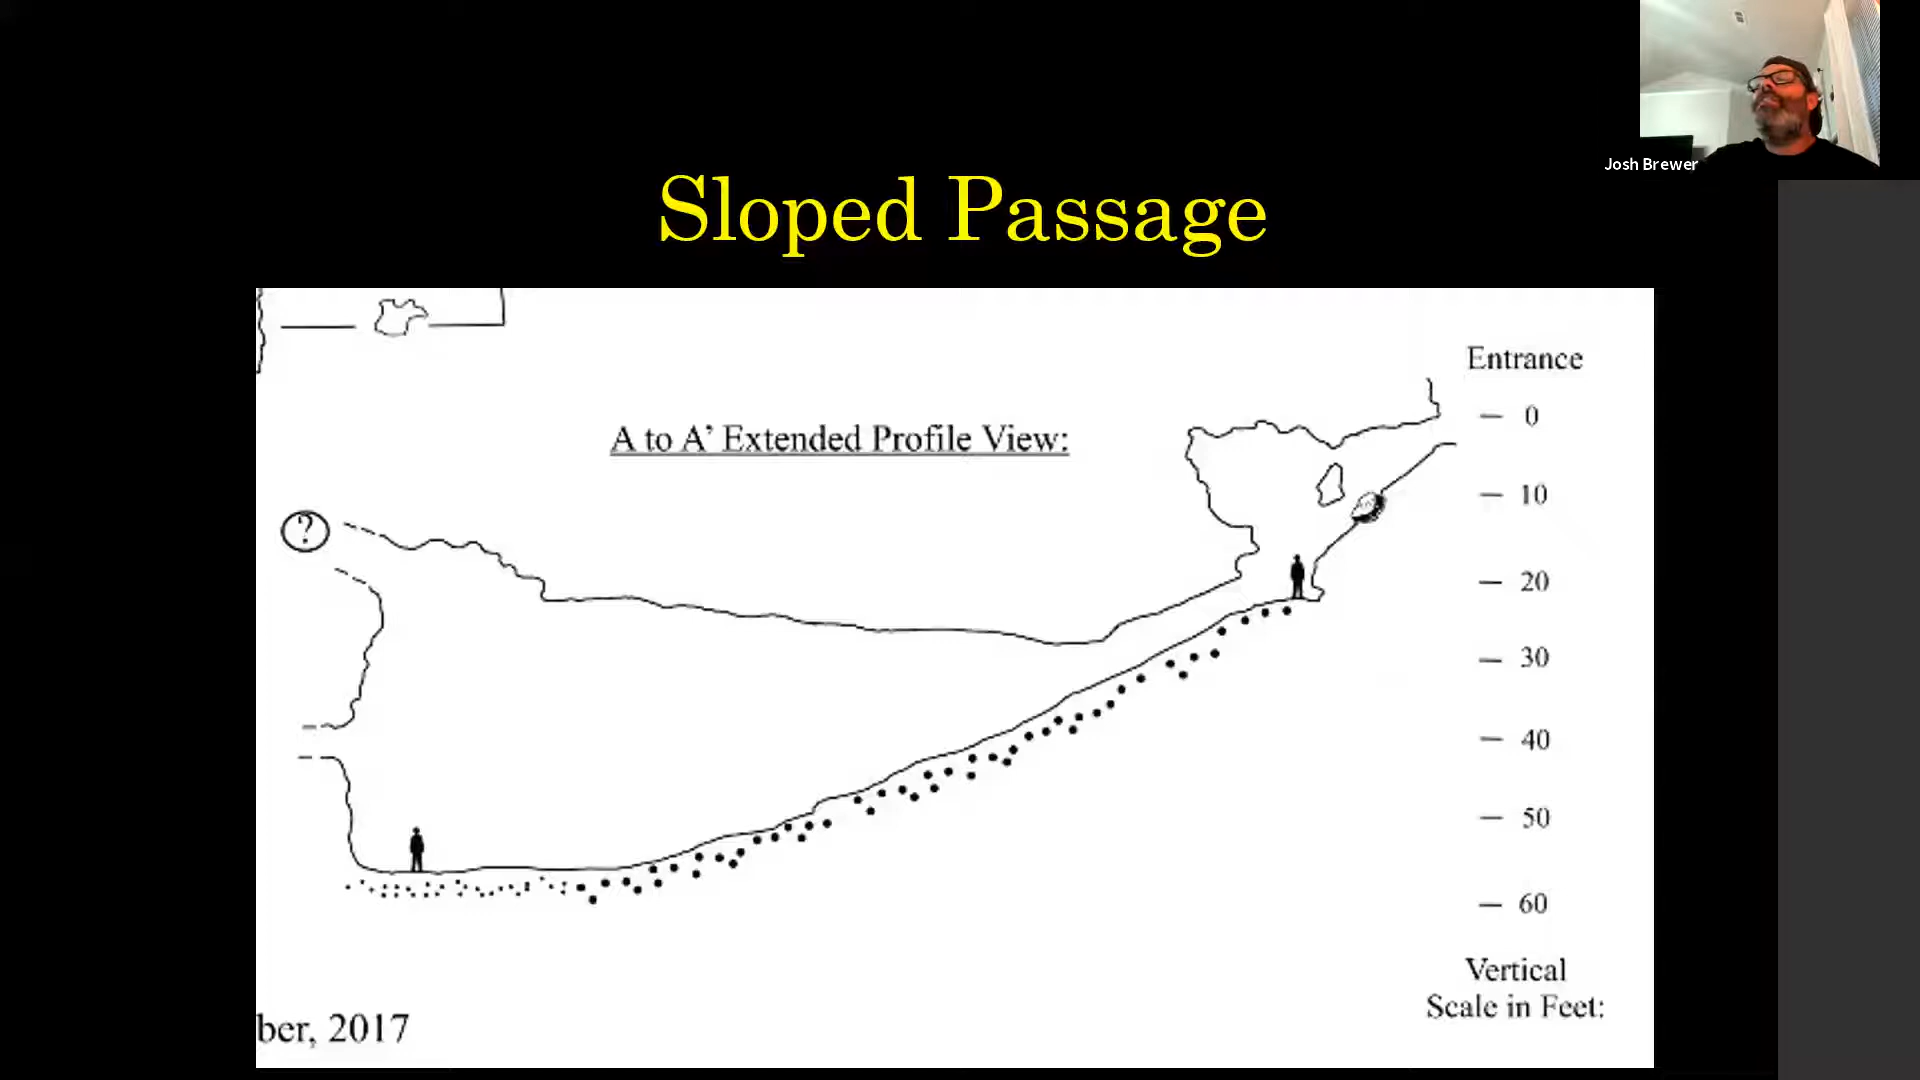 Josh Brewer
Sloped Passage
Entrance
A to A’ Extended Profile View:
— 0
— 10
?
— 20
— 30
— 40
— 50
— 60
Vertical
Scale in Feet:
ber, 2017